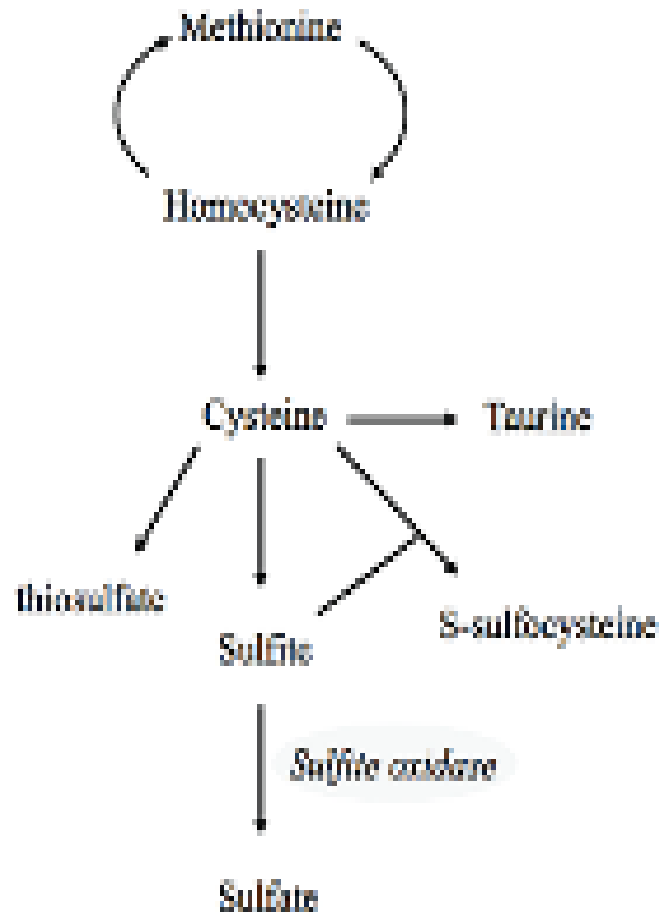 Methionine
Homocysteine
Cysteine
Taurine
thiosulfate
Sulfite
S-sulfocysteine
Sulfite oxidase
Sulfate